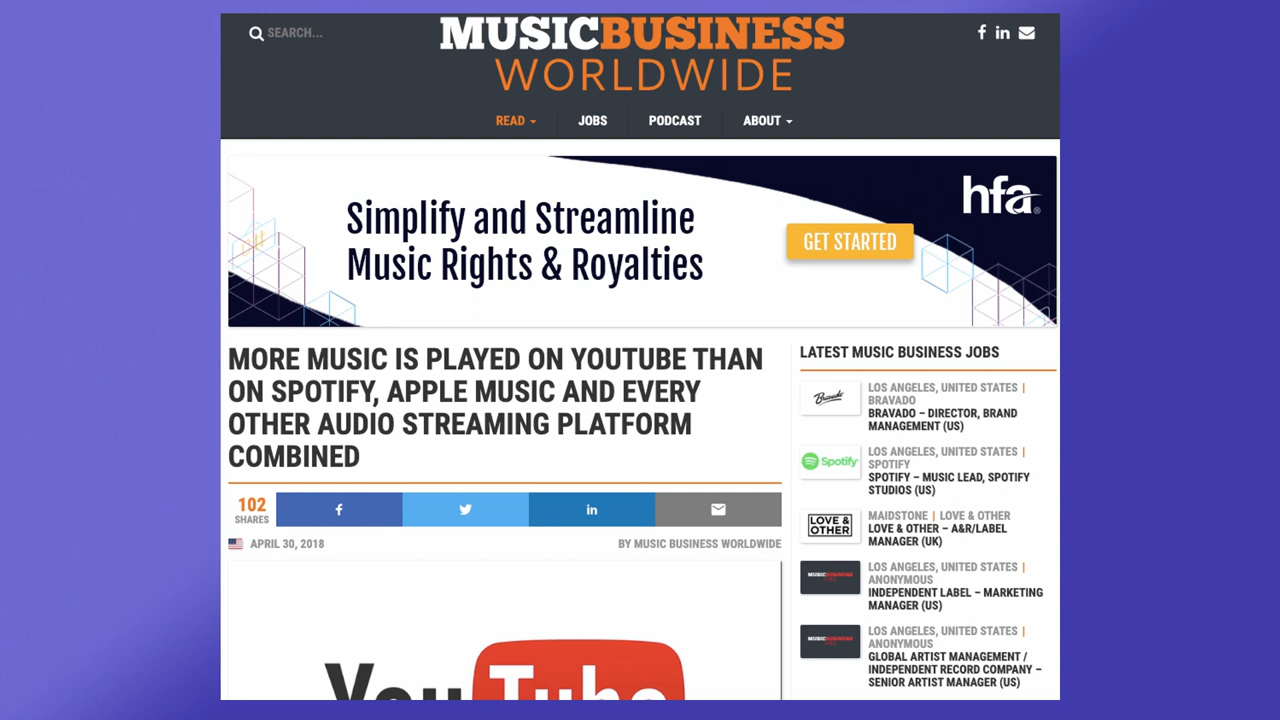 SEARCH...
MUSICBUSINESS
WORLDWIDE
READ
JOBS
PODCAST
ABOUT
Simplify and Streamline
Music Rights & Royalties
GET STARTED
hfa®
MORE MUSIC IS PLAYED ON YOUTUBE THAN
ON SPOTIFY, APPLE MUSIC AND EVERY
OTHER AUDIO STREAMING PLATFORM
COMBINED
102
SHARES
APRIL 30, 2018
BY MUSIC BUSINESS WORLDWIDE
YouTube
LATEST MUSIC BUSINESS JOBS
Bravado
LOS ANGELES, UNITED STATES |
BRAVADO
BRAVADO – DIRECTOR, BRAND
MANAGEMENT (US)
Spotify
LOS ANGELES, UNITED STATES |
SPOTIFY
SPOTIFY – MUSIC LEAD, SPOTIFY
STUDIOS (US)
LOVE &
OTHER
MAIDSTONE | LOVE & OTHER
LOVE & OTHER – A&R/LABEL
MANAGER (UK)
MUSICBUSINESS
LOS ANGELES, UNITED STATES |
ANONYMOUS
INDEPENDENT LABEL – MARKETING
MANAGER (US)
MUSICBUSINESS
LOS ANGELES, UNITED STATES |
ANONYMOUS
GLOBAL ARTIST MANAGEMENT /
INDEPENDENT RECORD COMPANY –
SENIOR ARTIST MANAGER (US)